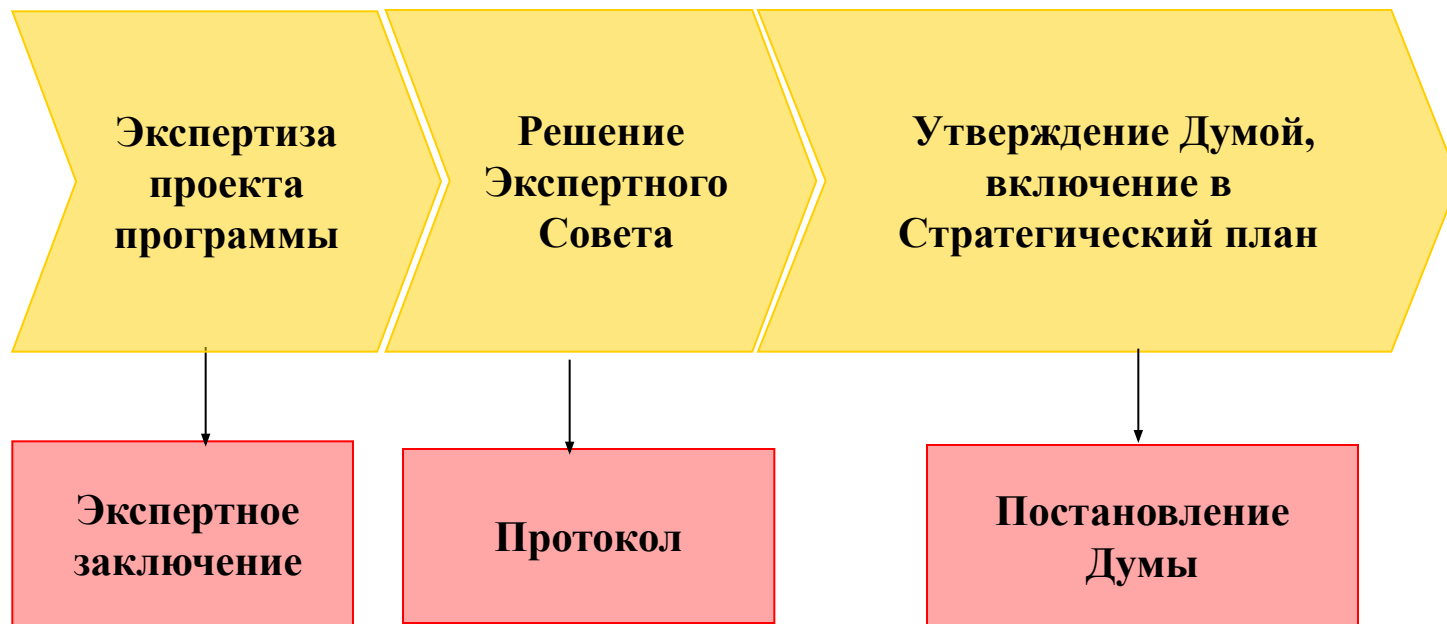 Экспертиза
проекта
программы
Решение
Экспертного
Совета
Утверждение Думой,
включение в
Стратегический план
Экспертное
заключение
Протокол
Постановление
Думы